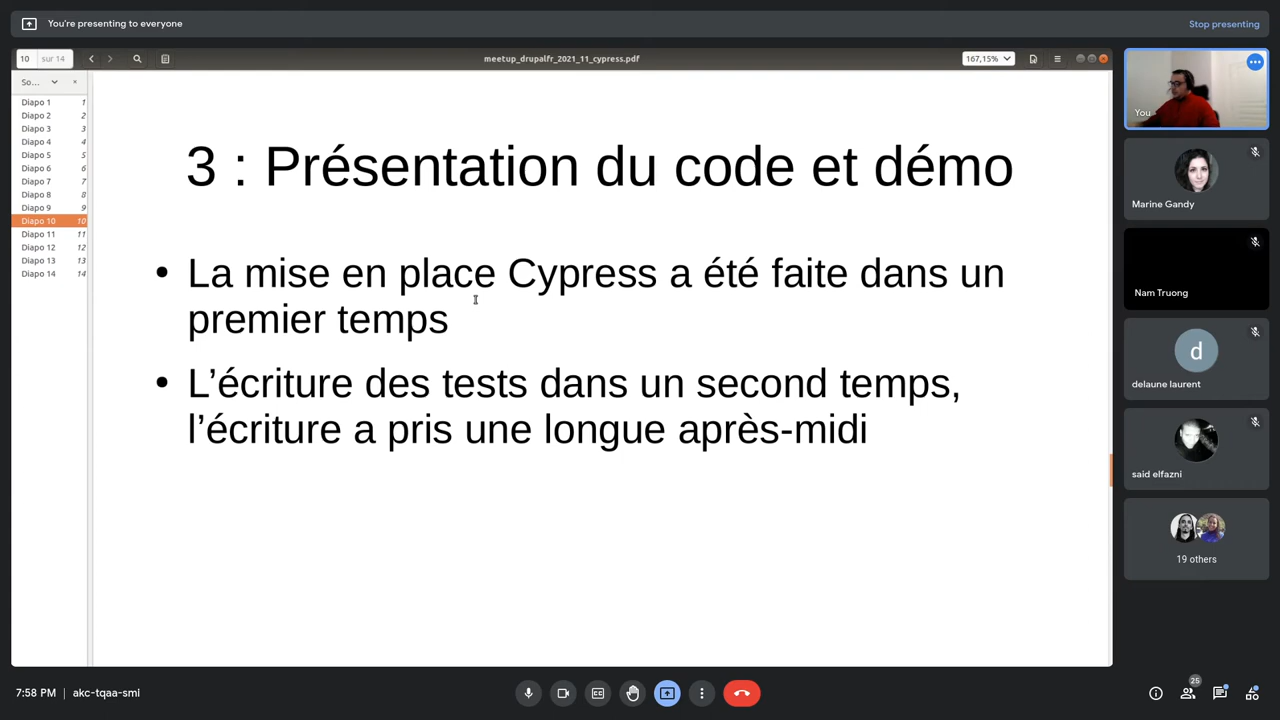 You're presenting to everyone
Stop presenting
10 sur 14
meetup_drupalfr_2021_11_cypress.pdf
167,15%
So...
Diapo 1 1
Diapo 2 2
Diapo 3 3
Diapo 4 4
Diapo 5 5
Diapo 6 6
Diapo 7 7
Diapo 8 8
Diapo 9 9
Diapo 10 10
Diapo 11 11
Diapo 12 12
Diapo 13 13
Diapo 14 14
3 : Présentation du code et démo
• La mise en place Cypress a été faite dans un
premier temps
• L’écriture des tests dans un second temps,
l’écriture a pris une longue après-midi
You
Marine Gandy
Nam Truong
d
delaune laurent
said elfazni
19 others
7:58 PM | akc-tqaa-smi
25